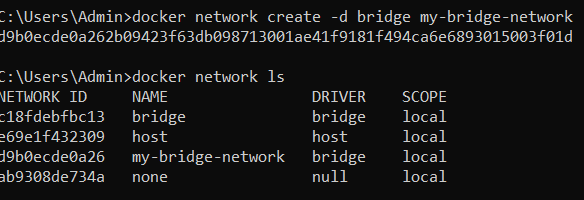 C:\Users\Admin>docker network create -d bridge my-bridge-network
d9b0ecde0a262b09423f63db098713001ae41f9181f494ca6e6893015003f01d
C:\Users\Admin>docker network ls
NETWORK ID NAME DRIVER SCOPE
c18fdebfbc13 bridge bridge local
e69e1f432309 host host local
d9b0ecde0a26 my-bridge-network bridge local
ab9308de734a none null local